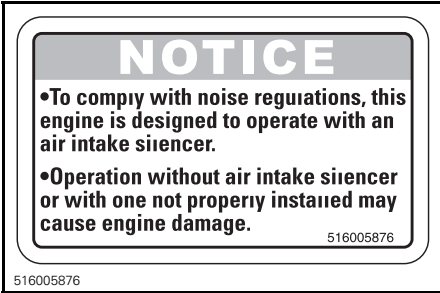 NOTICE
•To comply with noise regulations, this
engine is designed to operate with an
air intake silencer.
•Operation without air intake silencer
or with one not properly installed may
cause engine damage.
516005876
516005876